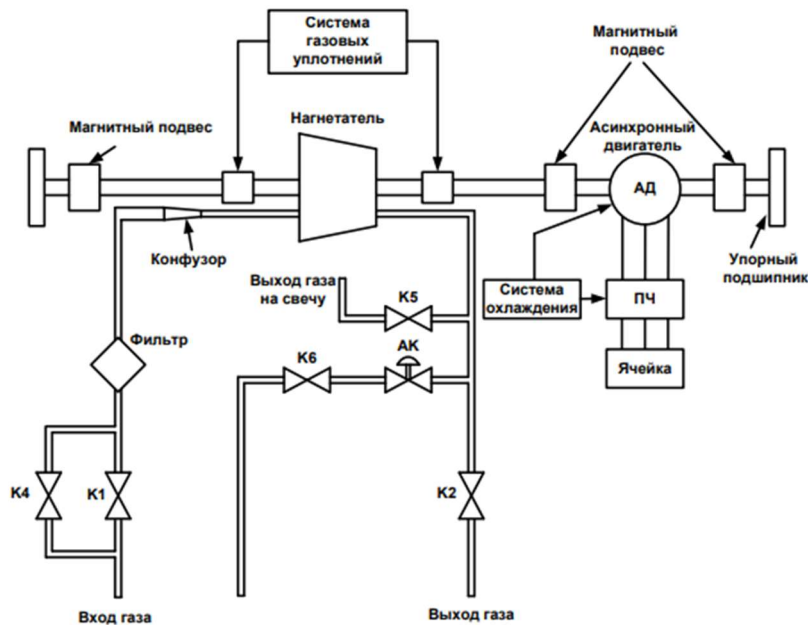 Система
газовых
уплотнений
Магнитный
подвес
Нагнетатель
Магнитный подвес
Асинхронный
двигатель
АД
Конфузор
Упорный
подшипник
Выход газа
на свечу
К5
Система
охлаждения
ПЧ
Фильтр
К6
АК
Ячейка
К4
К1
К2
Вход газа
Выход газа